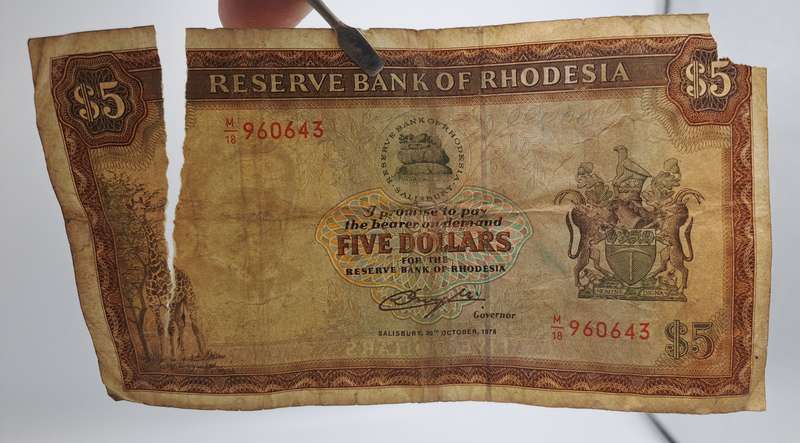 $5 RESERVE BANK OF RHODESIA $5
M/18 960643
RESERVE BANK OF RHODESIA SALISBURY
I promise to pay
the bearer on demand
FIVE DOLLARS
FOR THE
RESERVE BANK OF RHODESIA
Governor
SALISBURY, 20TH OCTOBER, 1978
M/18 960643
$5